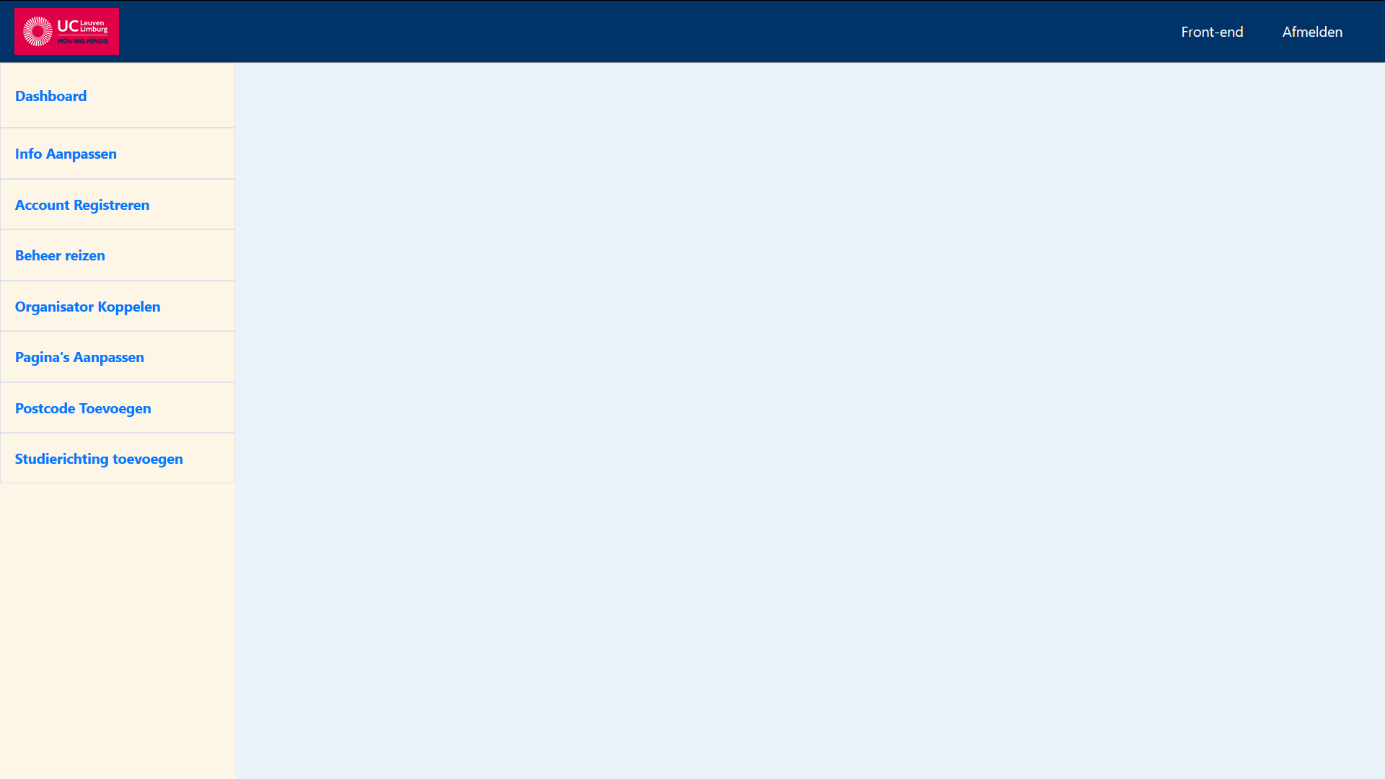 UC Leuven
Limburg
MOVING MINDS
Front-end
Afmelden
Dashboard
Info Aanpassen
Account Registreren
Beheer reizen
Organisator Koppelen
Pagina's Aanpassen
Postcode Toevoegen
Studierichting toevoegen